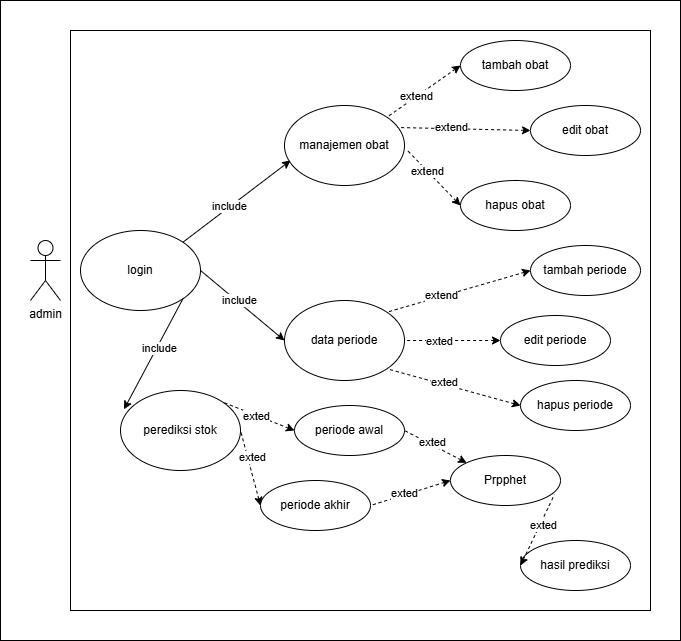 tambah obat
extend
manajemen obat
extend
edit obat
extend
hapus obat
include
login
admin
include
tambah periode
extend
data periode
exted
edit periode
exted
hapus periode
include
perediksi stok
exted
periode awal
exted
exted
periode akhir
exted
Prpphet
exted
hasil prediksi